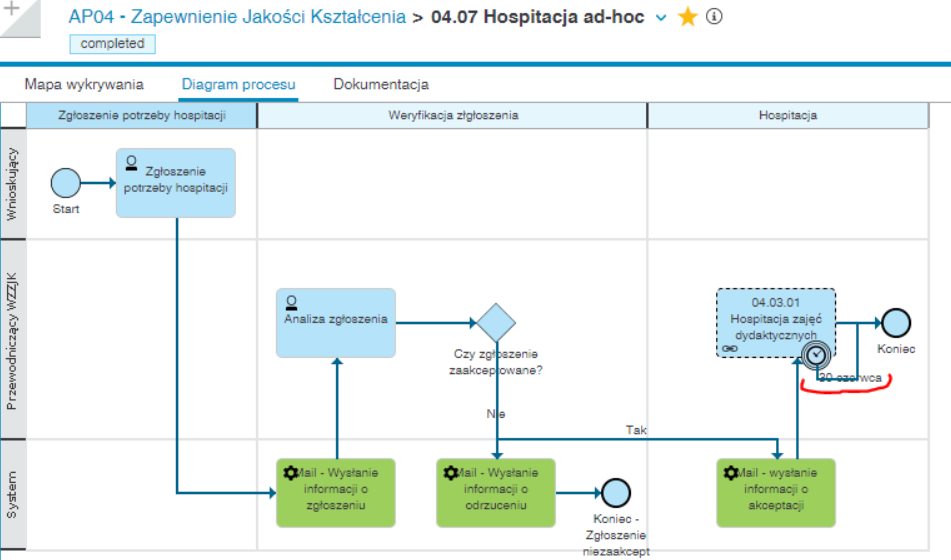 AP04 - Zapewnienie Jakości Kształcenia > 04.07 Hospitacja ad-hoc
completed
Mapa wykrywania Diagram procesu Dokumentacja
Zgłoszenie potrzeby hospitacji Weryfikacja złgłoszenia Hospitacja
Wnioskujący
Zgłoszenie
potrzeby hospitacji
Start
Przewodniczący WZZJK
Analiza zgłoszenia
Czy zgłoszenie
zaakceptowane?
Nie
Tak
04.03.01
Hospitacja zajęć
dydaktycznych
Koniec
30 czerwca
System
Mail - Wysłanie
informacji o
zgłoszeniu
Mail - Wysłanie
informacji o
odrzuceniu
Koniec -
Zgłoszenie
niezaakcept
Mail - wysłanie
informacji o
akceptacji